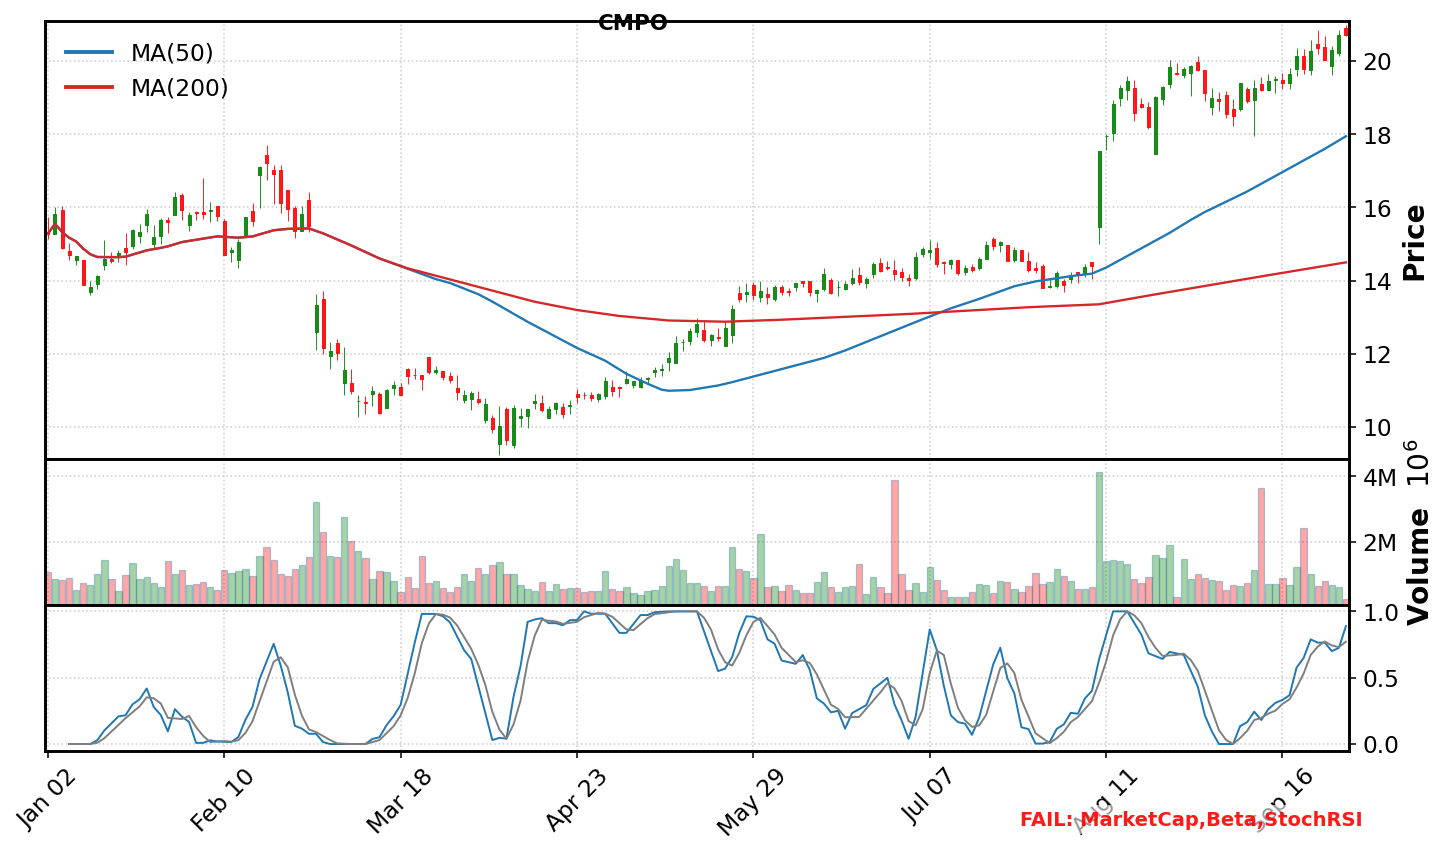 CMPO
MA(50)
MA(200)
20
18
16
14
12
10
Price
4M
2M
Volume 10^6
1.0
0.5
0.0
Jan 02
Feb 10
Mar 18
Apr 23
May 29
Jul 07
Aug 11
Sep 16
FAIL: MarketCap,Beta,StochRSI